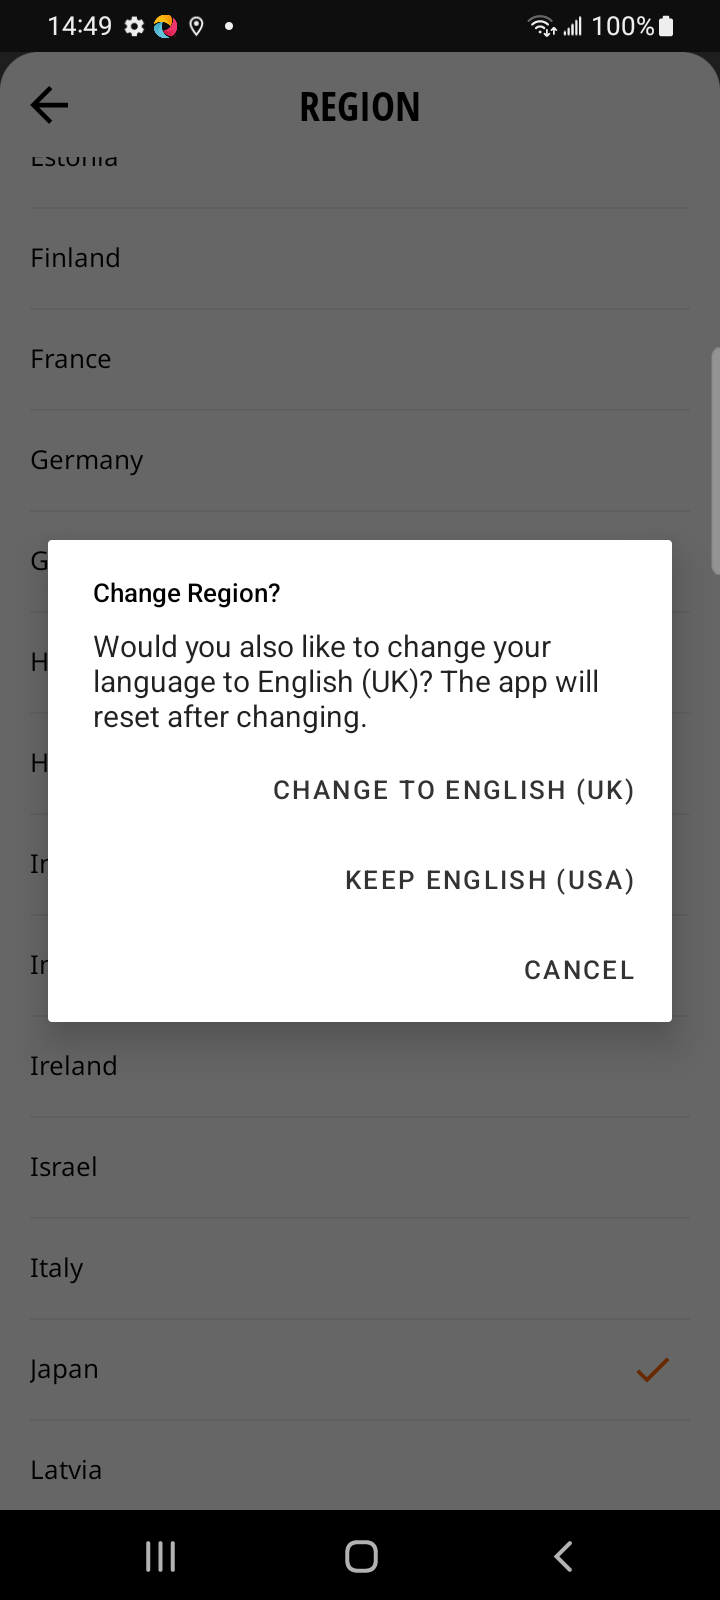 14:49
100%
REGION
Estonia
Finland
France
Germany
G
H
H
Ir
Ir
Change Region?
Would you also like to change your
language to English (UK)? The app will
reset after changing.
CHANGE TO ENGLISH (UK)
KEEP ENGLISH (USA)
CANCEL
Ireland
Israel
Italy
Japan
Latvia